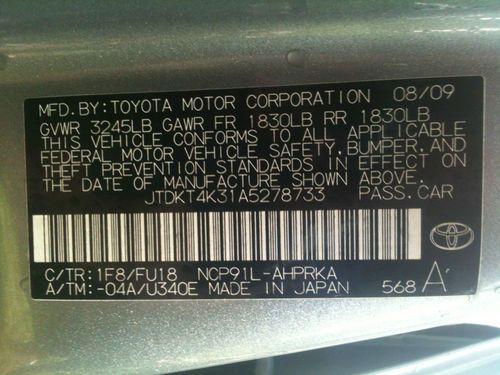 MFD. BY: TOYOTA MOTOR CORPORATION 08/09
GVWR 3245LB GAWR FR 1830LB RR 1830LB
THIS VEHICLE CONFORMS TO ALL APPLICABLE
FEDERAL MOTOR VEHICLE SAFETY, BUMPER, AND
THEFT PREVENTION STANDARDS IN EFFECT ON
THE DATE OF MANUFACTURE SHOWN ABOVE.
JTDKT4K31A5278733 PASS. CAR
C/TR: 1F8/FU18 NCP91L-AHPRKA
A/TM: -04A/U340E MADE IN JAPAN 568 A'
TOYOTA